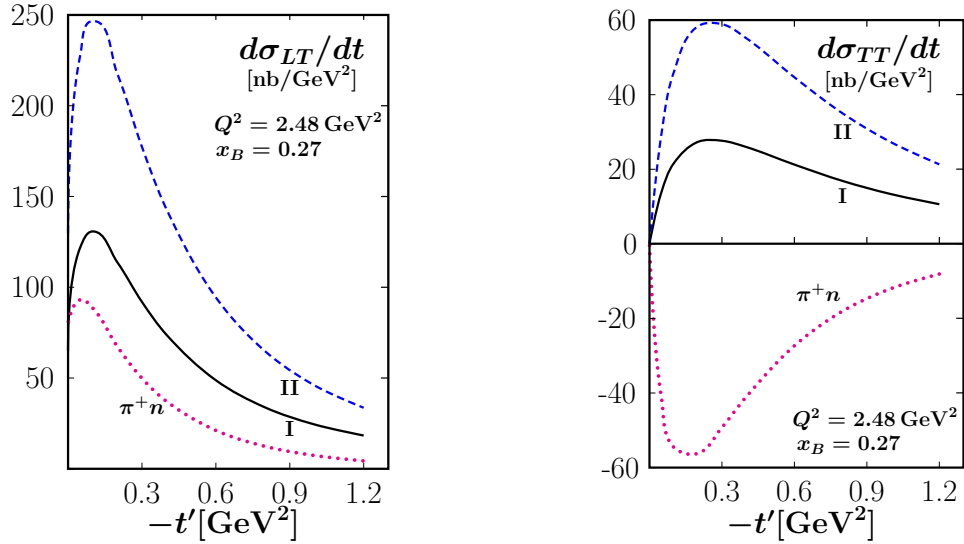 250
200
150
100
50
dσ_LT/dt
[nb/GeV²]
Q² = 2.48 GeV²
x_B = 0.27
II
π⁺n
I
0.3 0.6 0.9 1.2
−t′[GeV²]
60
40
20
0
-20
-40
-60
dσ_TT/dt
[nb/GeV²]
II
I
π⁺n
Q² = 2.48 GeV²
x_B = 0.27
0.3 0.6 0.9 1.2
−t′[GeV²]